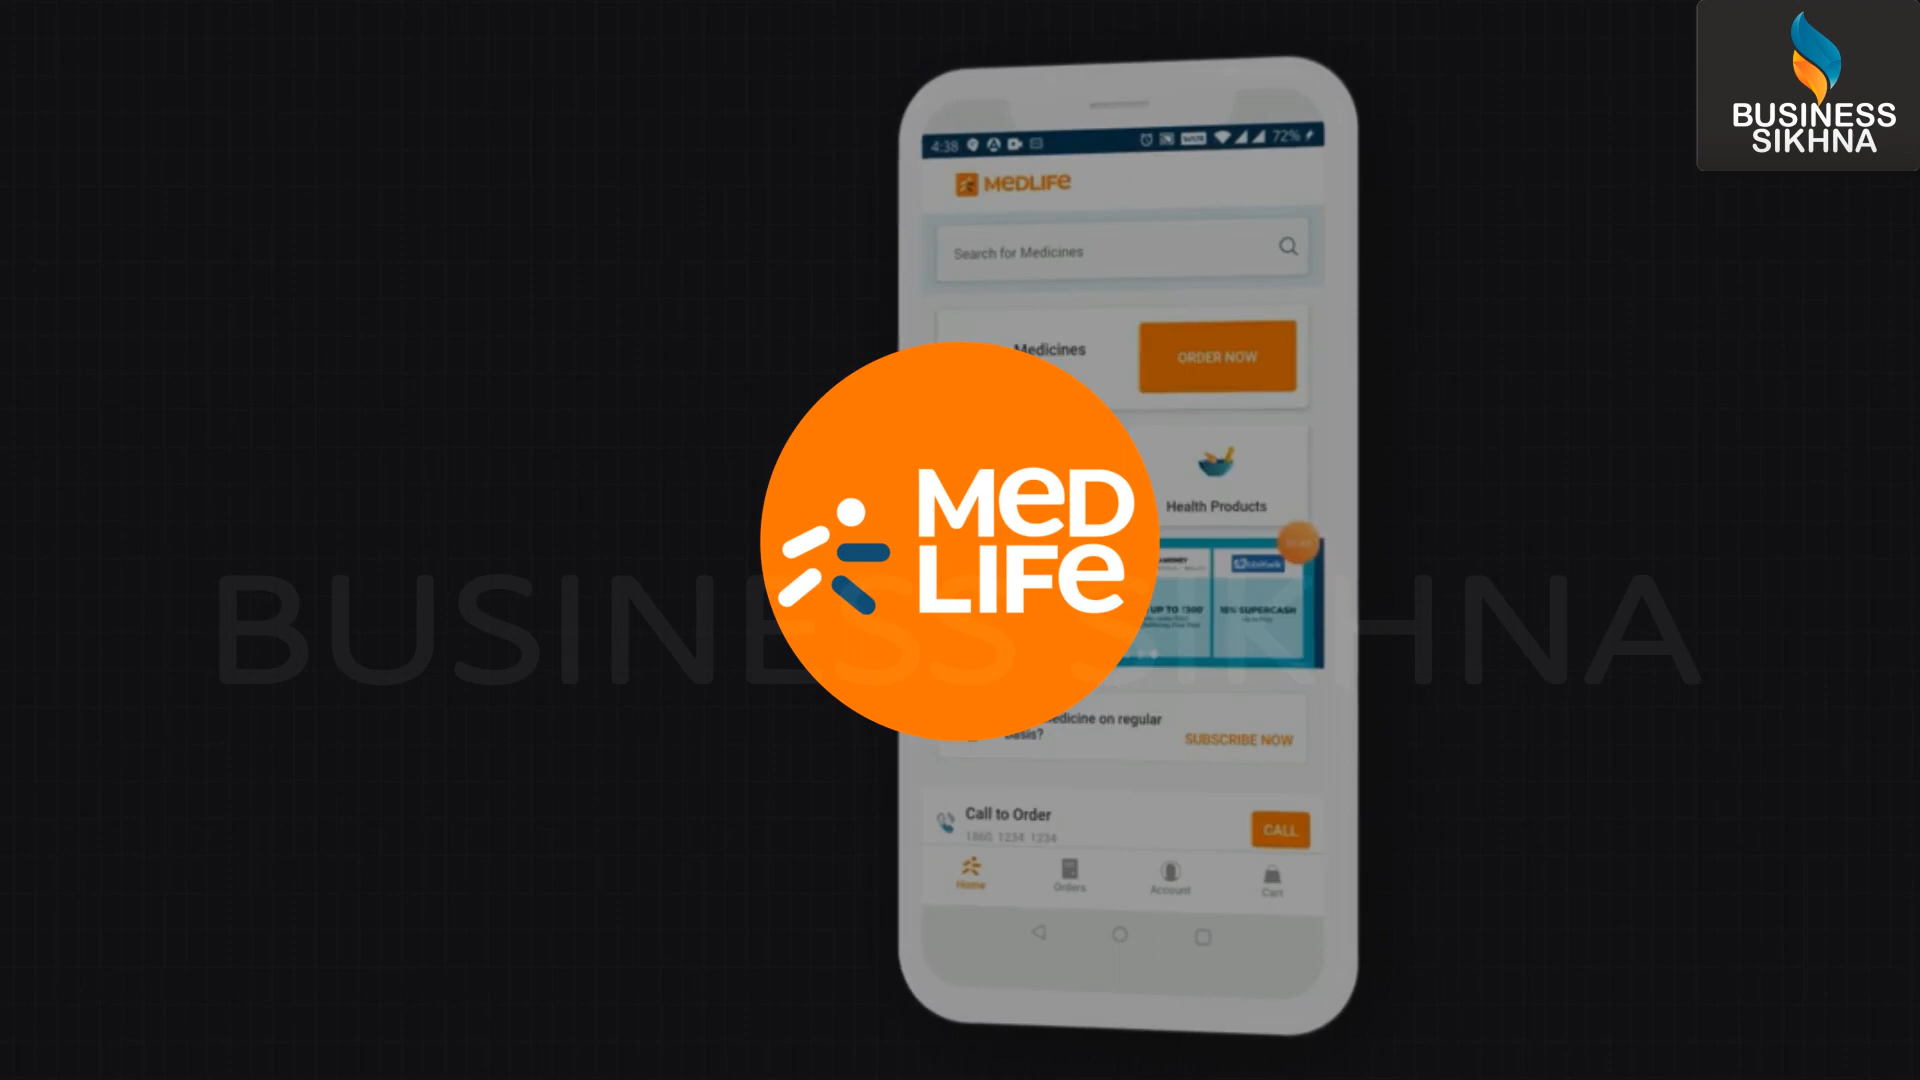 BUSINESS
SIKHNA
4:38
72%
MEDLIFE
Search for Medicines
Medicines
ORDER NOW
Health Products
MED
LIFE
UP TO ₹300
10% SUPERCASH
BUSINESS SIKHNA
edicine on regular
basis?
SUBSCRIBE NOW
Call to Order
1860 1234 1234
CALL
Home
Orders
Account
Cart